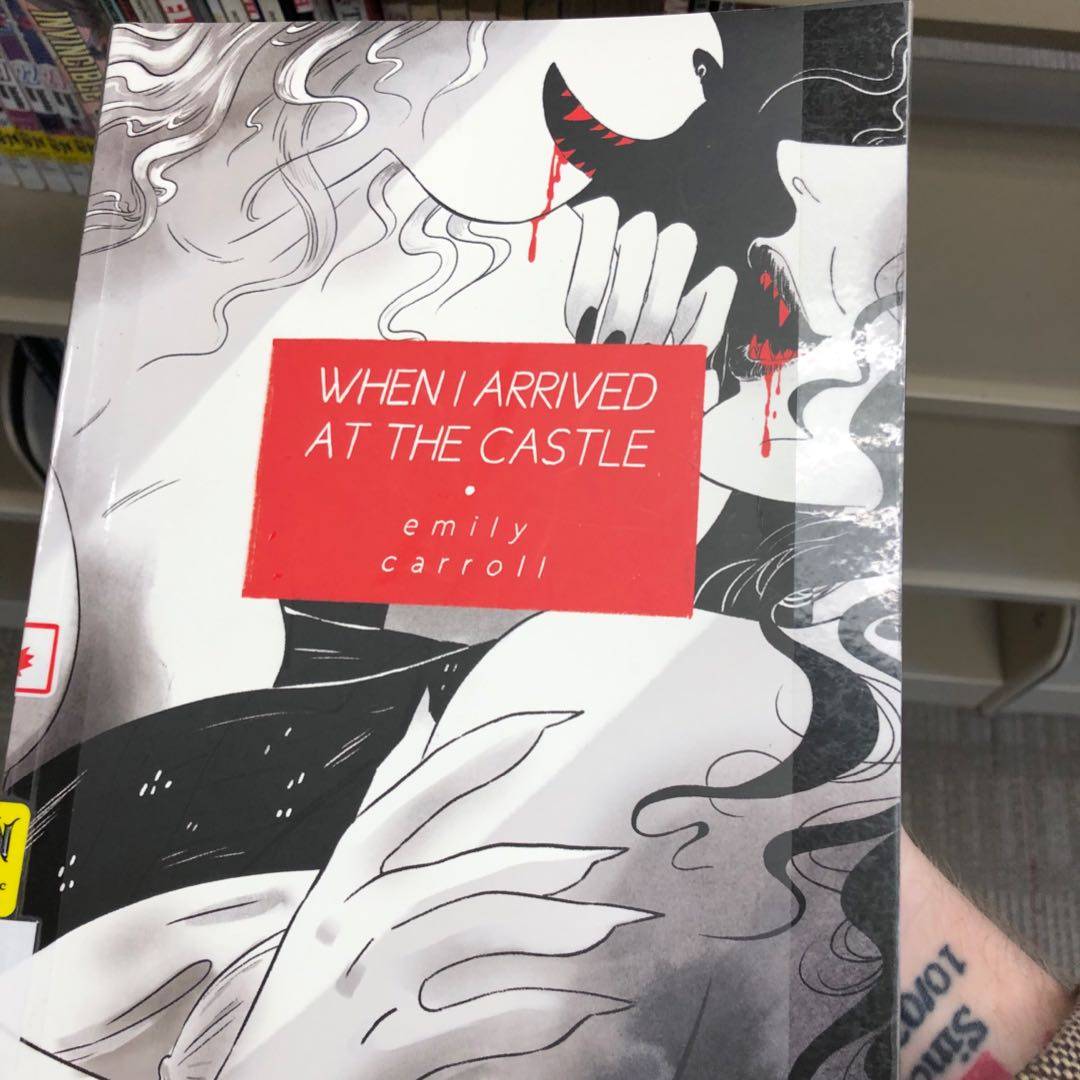 WHEN I ARRIVED
AT THE CASTLE
emily
carroll